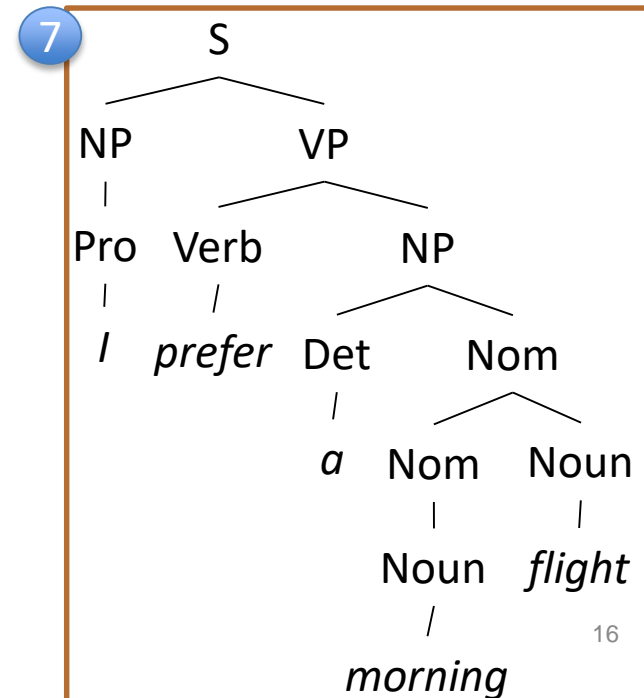 7
S
NP VP
Pro Verb NP
I prefer Det Nom
a Nom Noun
Noun flight
16
morning